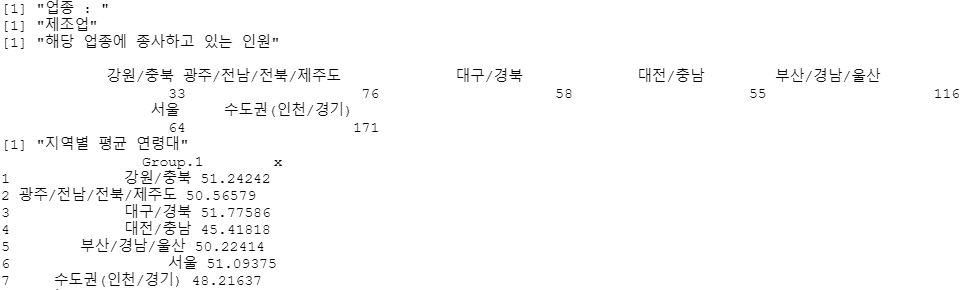 [1] "업종 : "
[1] "제조업"
[1] "해당 업종에 종사하고 있는 인원"
강원/충북 광주/전남/전북/제주도 대구/경북 대전/충남 부산/경남/울산
33 76 58 55 116
서울 수도권(인천/경기)
64 171
[1] "지역별 평균 연령대"
Group.1 x
1 강원/충북 51.24242
2 광주/전남/전북/제주도 50.56579
3 대구/경북 51.77586
4 대전/충남 45.41818
5 부산/경남/울산 50.22414
6 서울 51.09375
7 수도권(인천/경기) 48.21637